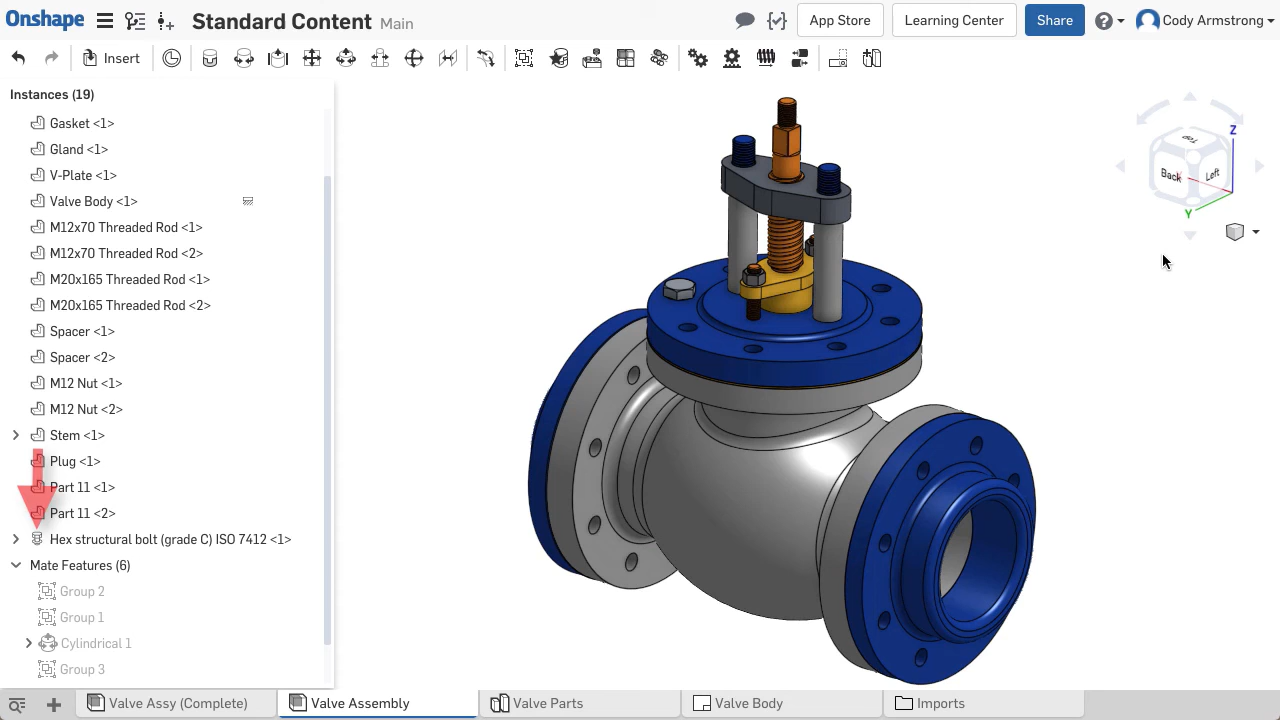 Onshape Standard Content Main App Store Learning Center Share Cody Armstrong
Insert
Instances (19)
Gasket <1>
Gland <1>
V-Plate <1>
Valve Body <1>
M12x70 Threaded Rod <1>
M12x70 Threaded Rod <2>
M20x165 Threaded Rod <1>
M20x165 Threaded Rod <2>
Spacer <1>
Spacer <2>
M12 Nut <1>
M12 Nut <2>
Stem <1>
Plug <1>
Part 11 <1>
Part 11 <2>
Hex structural bolt (grade C) ISO 7412 <1>
Mate Features (6)
Group 2
Group 1
Cylindrical 1
Group 3
Z
Top
Back
Left
Y
Valve Assy (Complete) Valve Assembly Valve Parts Valve Body Imports